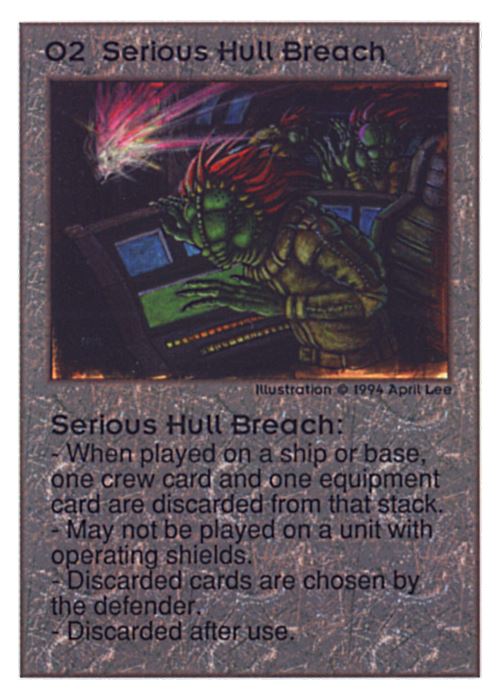 O2 Serious Hull Breach
Illustration © 1994 April Lee
Serious Hull Breach:
- When played on a ship or base,
one crew card and one equipment
card are discarded from that stack.
- May not be played on a unit with
operating shields.
- Discarded cards are chosen by
the defender.
- Discarded after use.